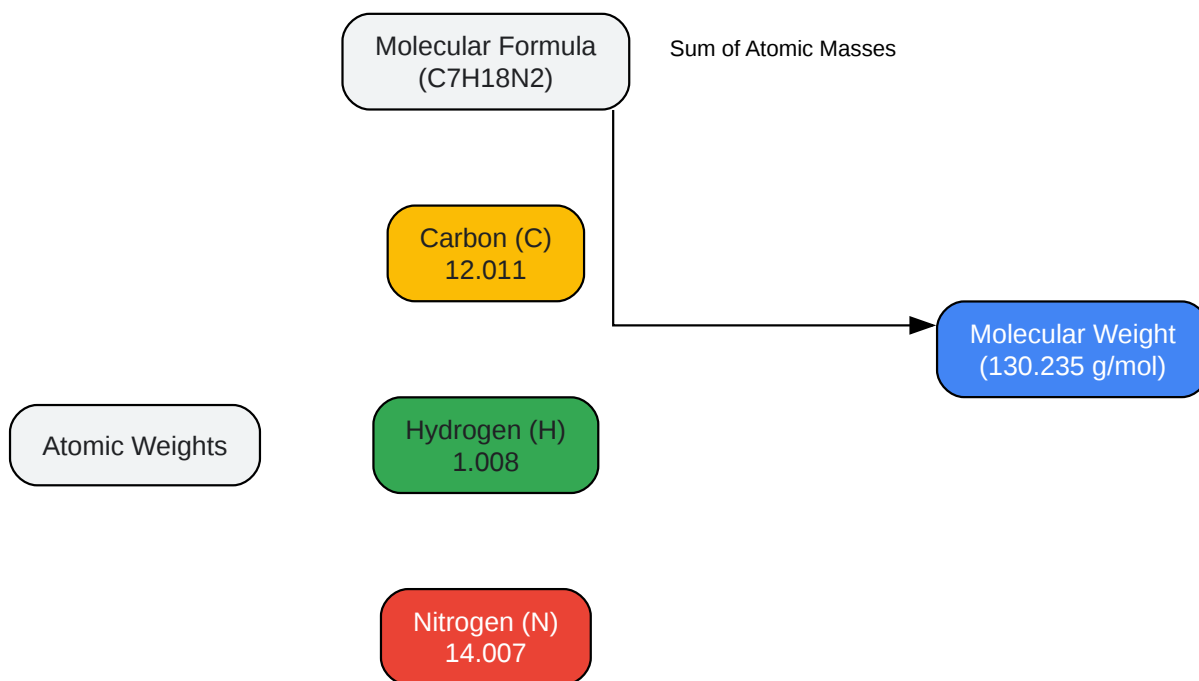 Molecular Formula
(C7H18N2)
Sum of Atomic Masses
Carbon (C)
12.011
Molecular Weight
(130.235 g/mol)
Atomic Weights
Hydrogen (H)
1.008
Nitrogen (N)
14.007